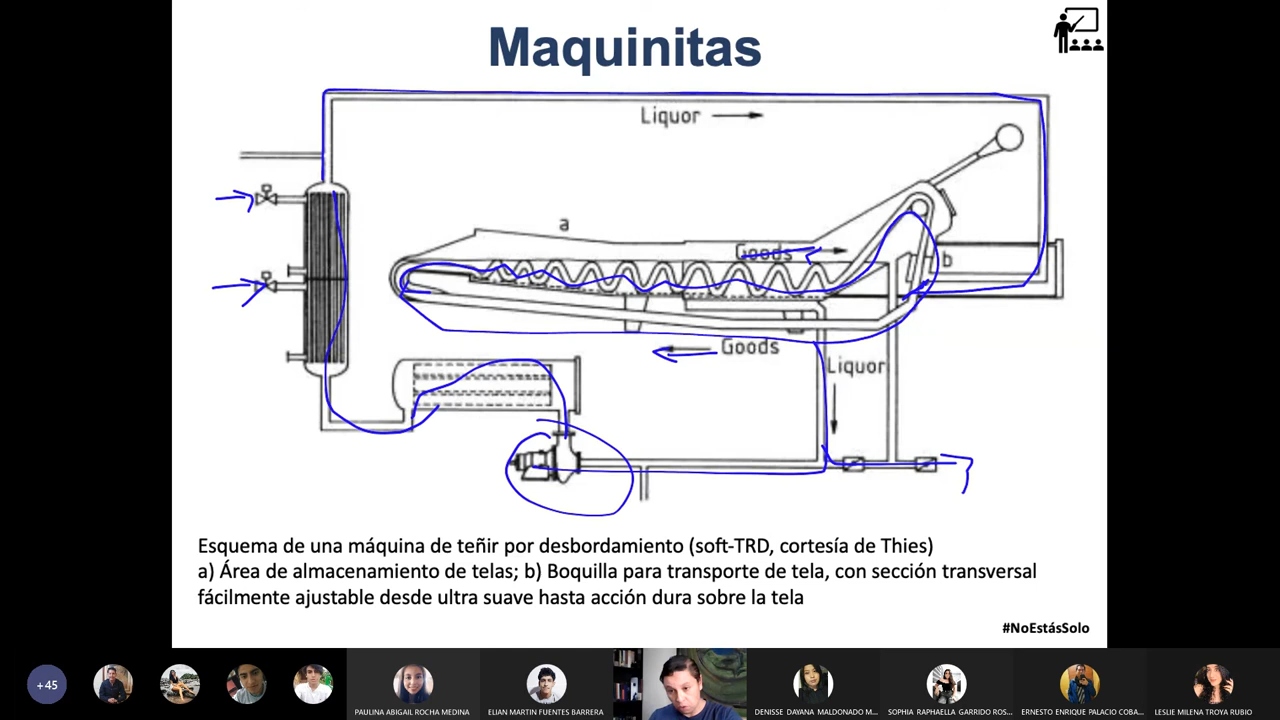 Maquinitas
Liquor
a
Goods
b
Goods
Liquor
Esquema de una máquina de teñir por desbordamiento (soft-TRD, cortesía de Thies)
a) Área de almacenamiento de telas; b) Boquilla para transporte de tela, con sección transversal
fácilmente ajustable desde ultra suave hasta acción dura sobre la tela
#NoEstásSolo
+45
PAULINA ABIGAIL ROCHA MEDINA
ELIAN MARTIN FUENTES BARRERA
DENISSE DAYANA MALDONADO M...
SOPHIA RAPHAELLA GARRIDO ROS...
ERNESTO ENRIQUE PALACIO COBA...
LESLIE MILENA TROYA RUBIO